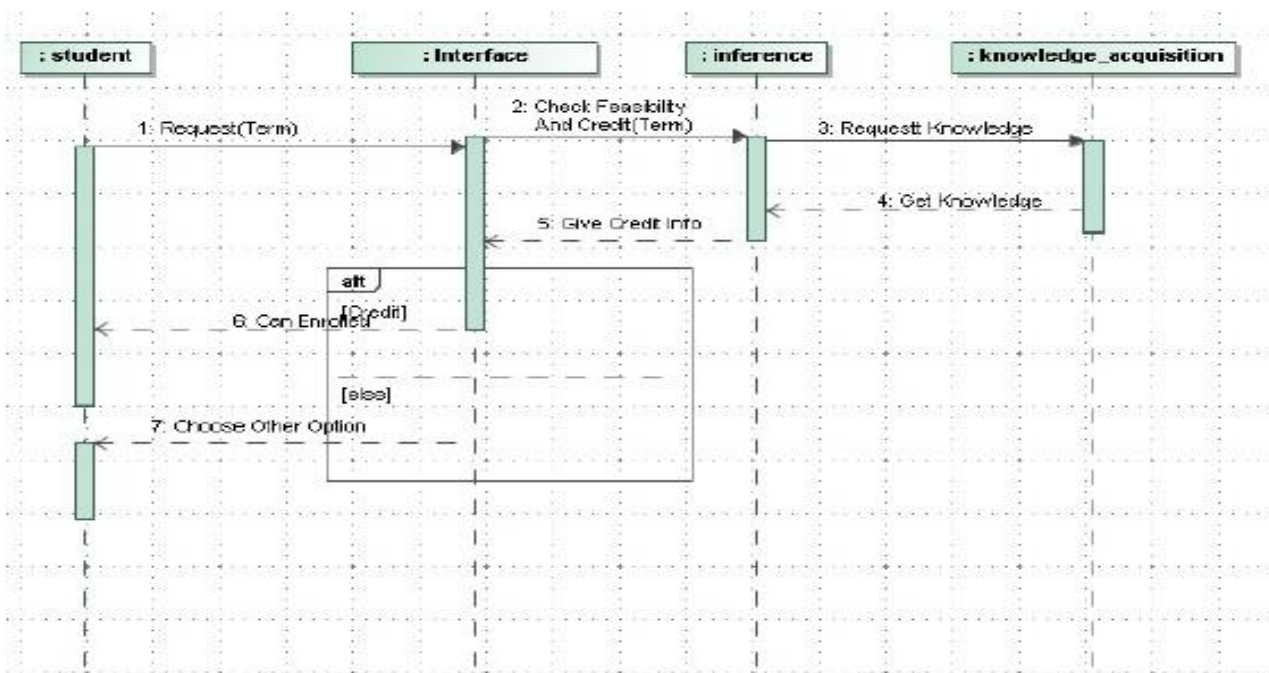 : student
: Interface
: inference
: knowledge_acquisition
1: Request(Term)
2: Check Feasibility
And Credit(Term)
3: Requestt Knowledge
4: Get Knowledge
5: Give Credit Info
alt
[Credit]
6: Can Enrolled
[else]
7: Choose Other Option